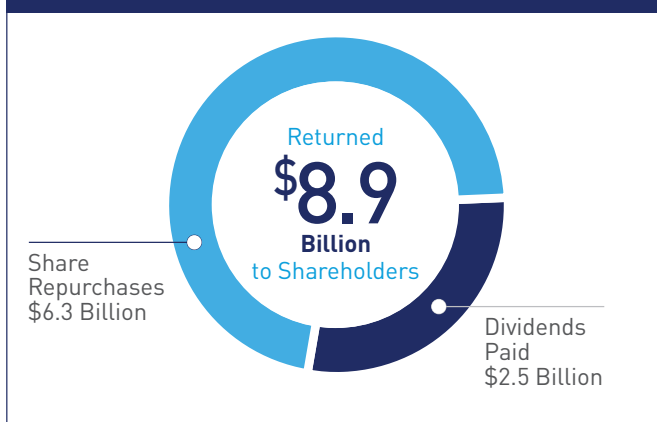 Returned
$8.9
Billion
to Shareholders
Share
Repurchases
$6.3 Billion
Dividends
Paid
$2.5 Billion